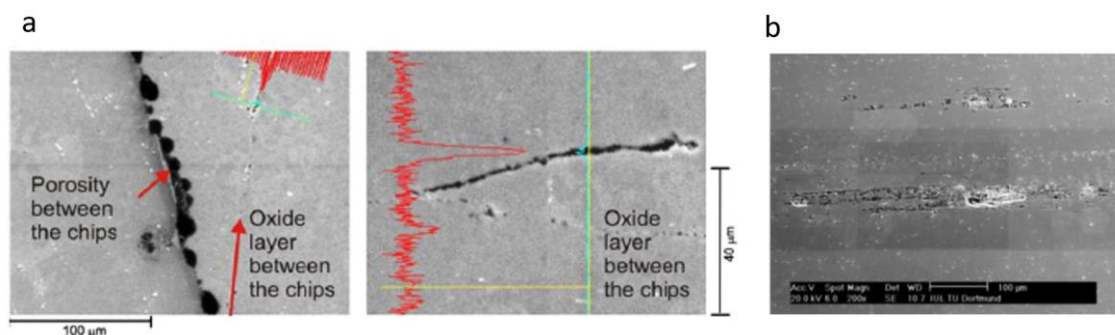 a
b
Porosity
between
the chips
Oxide
layer
between
the chips
100 µm
Oxide
layer
between
the chips
40 µm
Acc.V Spot Magn Det WD 100 µm
20.0 kV 6.0 200x SE 10.7 IUL TU Dortmund